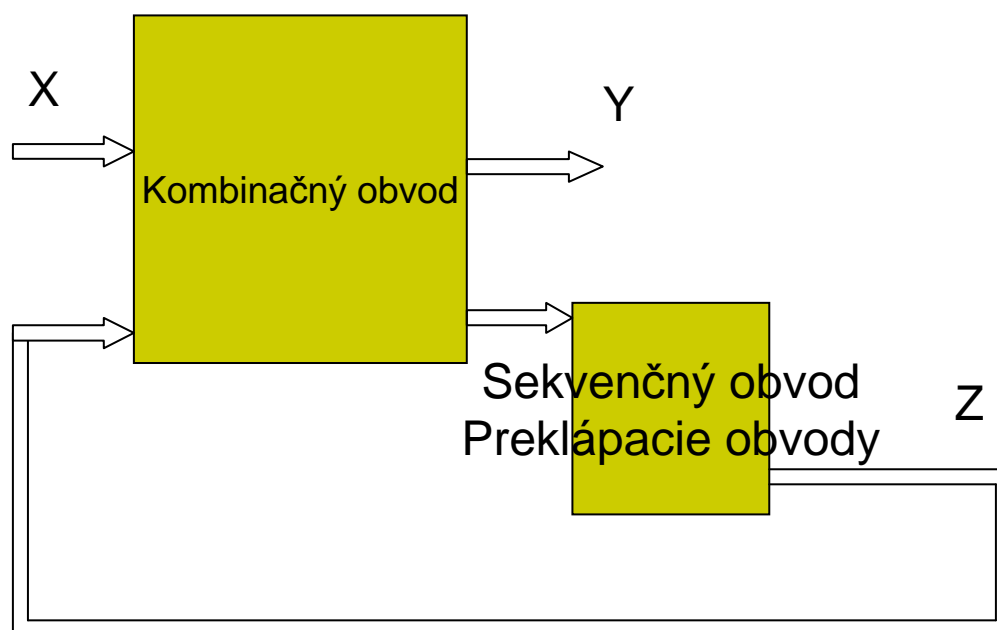 X
Y
Kombinačný obvod
Sekvenčný obvod
Preklápacie obvody
Z